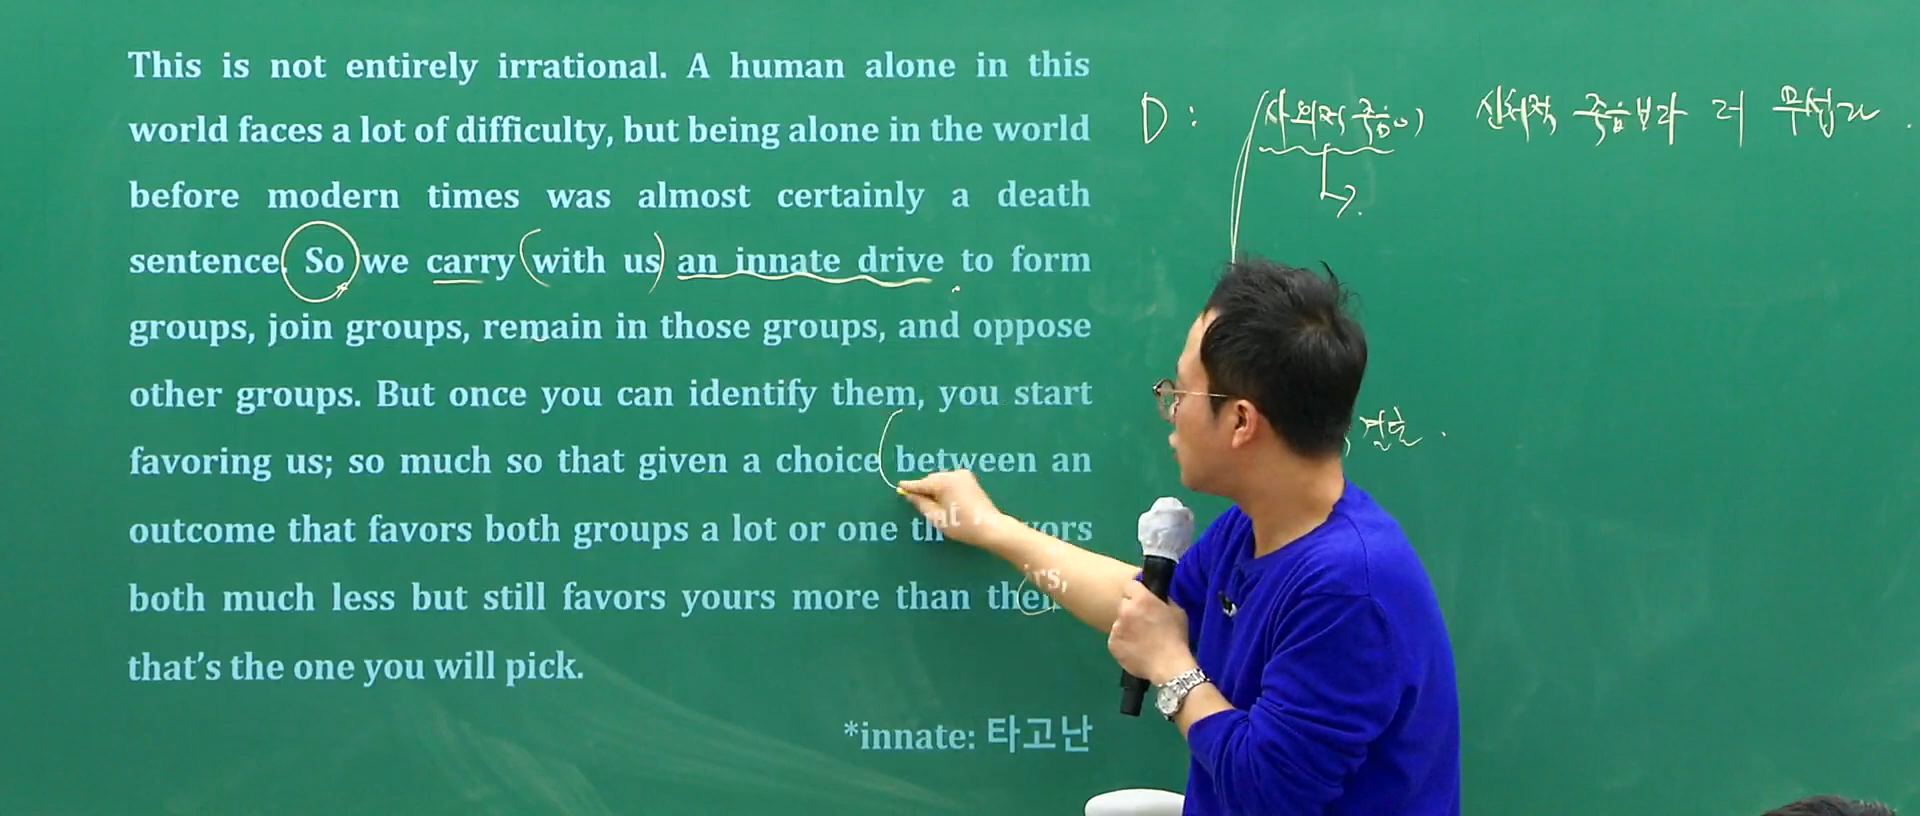 This is not entirely irrational. A human alone in this
world faces a lot of difficulty, but being alone in the world
before modern times was almost certainly a death
sentence. So we carry with us an innate drive to form
groups, join groups, remain in those groups, and oppose
other groups. But once you can identify them, you start
favoring us; so much so that given a choice between an
outcome that favors both groups a lot or one that favors
both much less but still favors yours more than theirs,
that's the one you will pick.
*innate: 타고난
D : (사회적 죽음이) 신체적 죽음보다 더 무섭다.